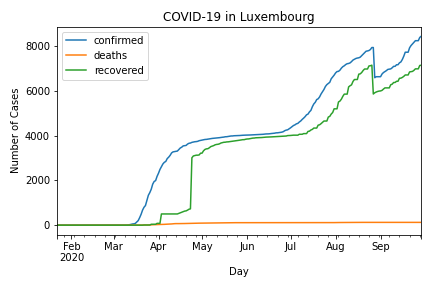 COVID-19 in Luxembourg
confirmed
deaths
recovered
Number of Cases
8000
6000
4000
2000
0
Feb Mar Apr May Jun Jul Aug Sep
2020
Day